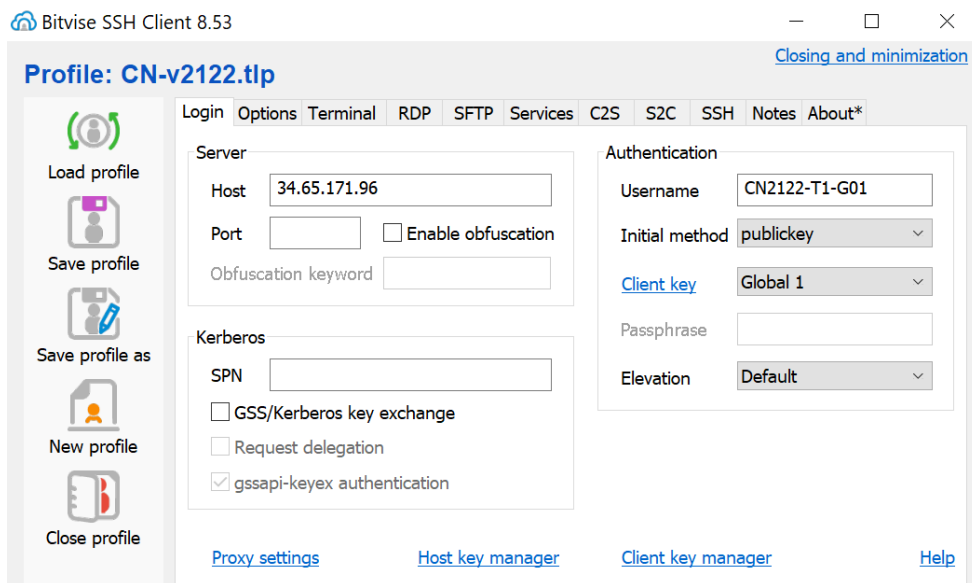 Bitvise SSH Client 8.53
Closing and minimization
Profile: CN-v2122.tlp
Load profile
Save profile
Save profile as
New profile
Close profile
Login Options Terminal RDP SFTP Services C2S S2C SSH Notes About*
Server
Host 34.65.171.96
Port Enable obfuscation
Obfuscation keyword
Kerberos
SPN
GSS/Kerberos key exchange
Request delegation
gssapi-keyex authentication
Authentication
Username CN2122-T1-G01
Initial method publickey
Client key Global 1
Passphrase
Elevation Default
Proxy settings Host key manager Client key manager Help